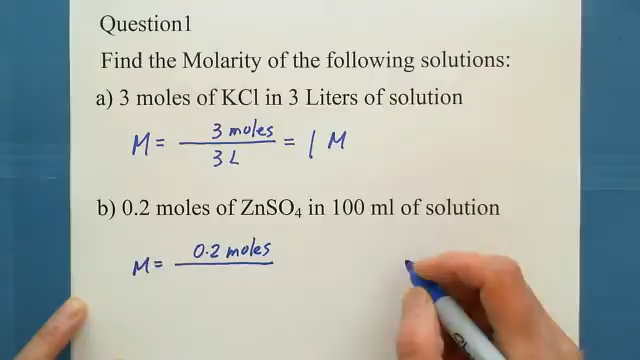 Question1
Find the Molarity of the following solutions:
a) 3 moles of KCl in 3 Liters of solution
M = 3 moles / 3 L = 1 M
b) 0.2 moles of ZnSO₄ in 100 ml of solution
M = 0.2 moles